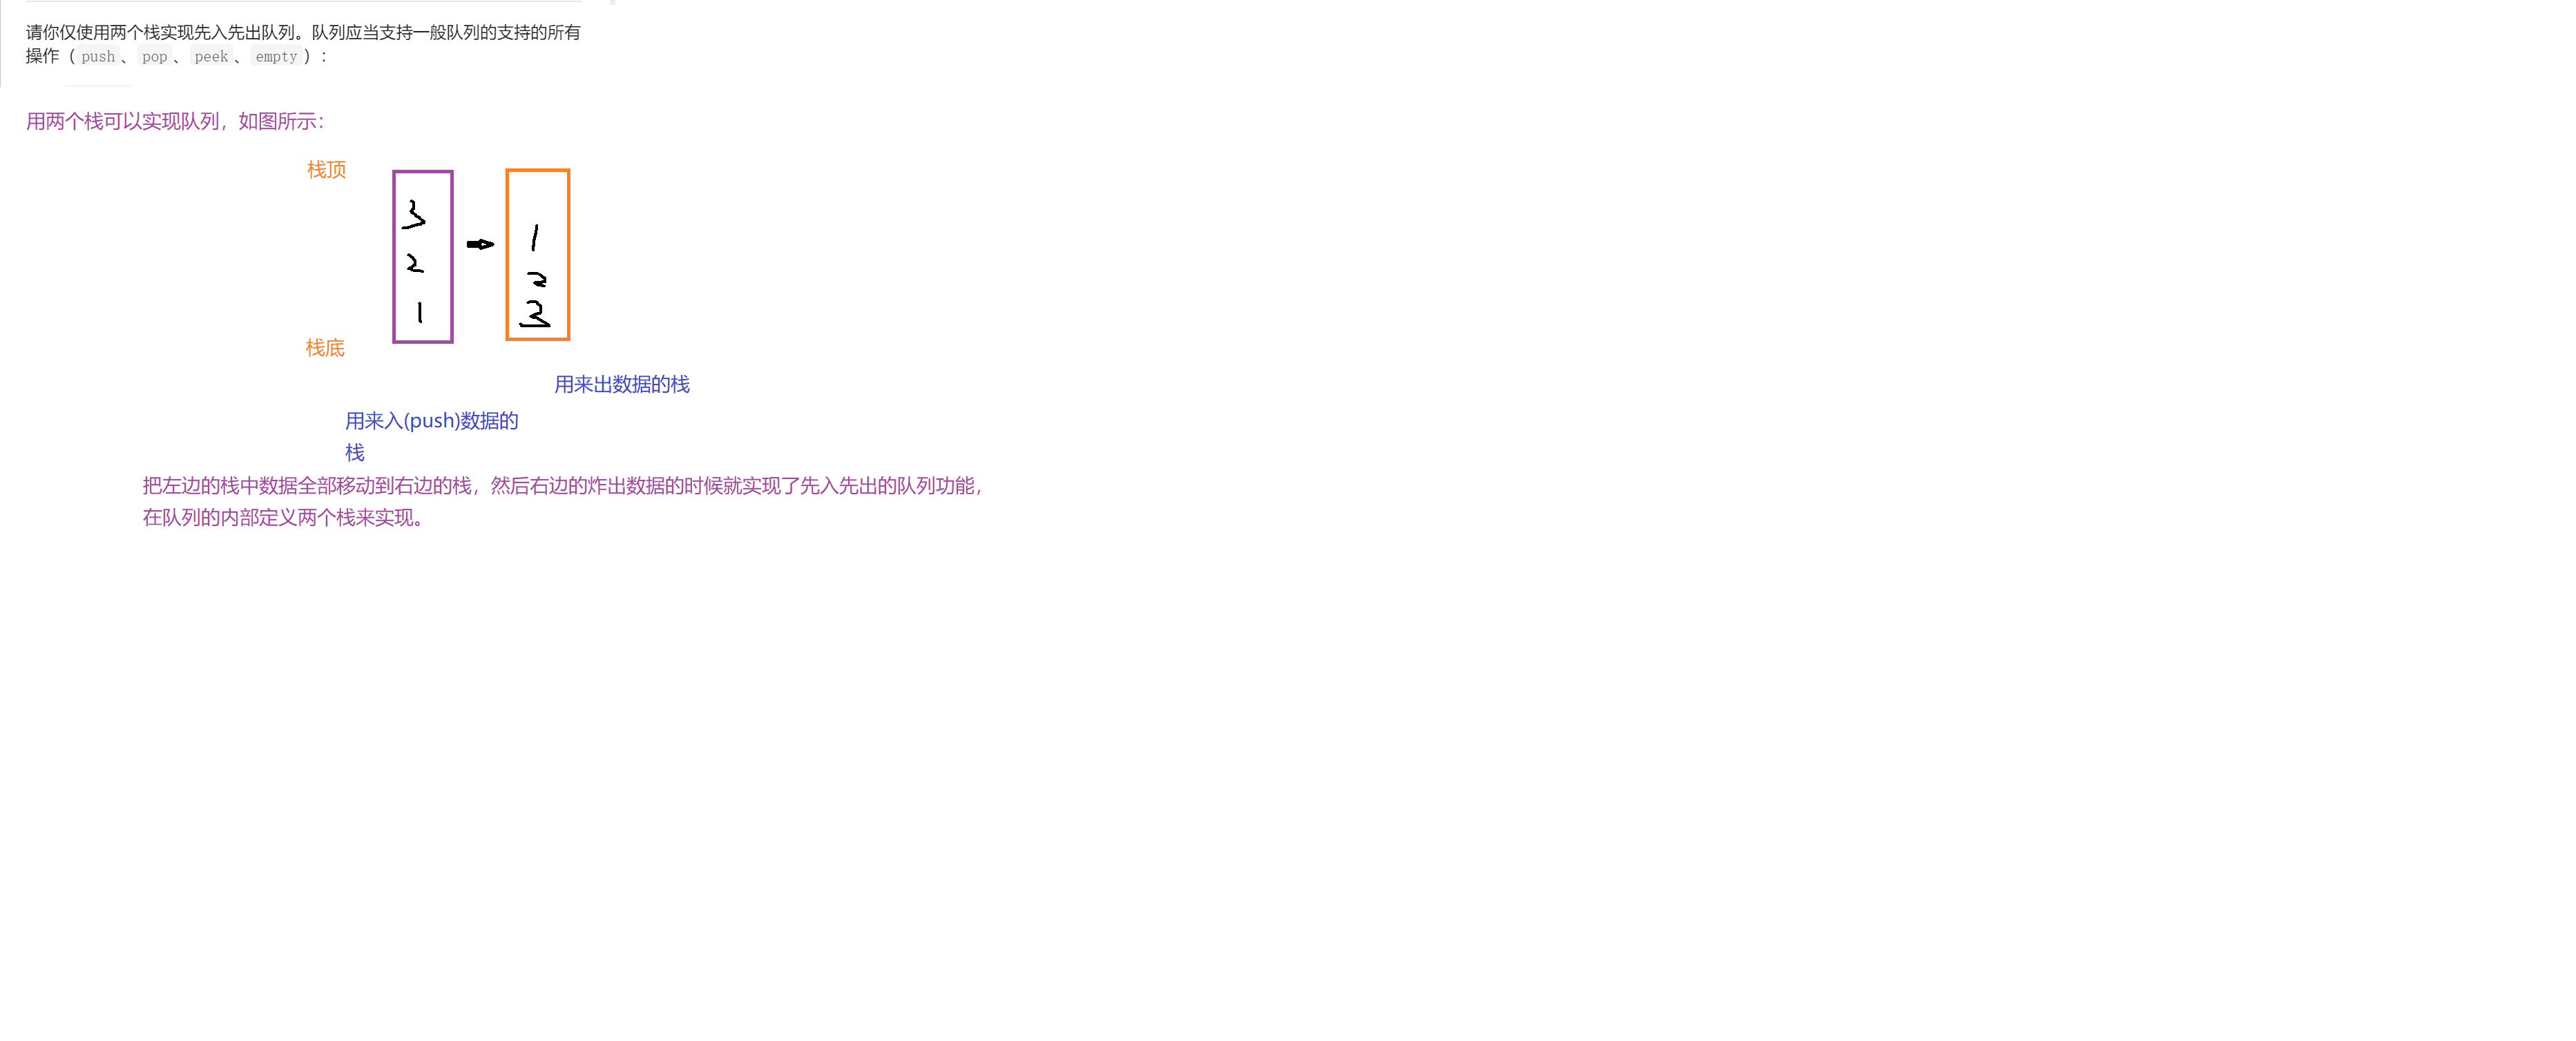 请你仅使用两个栈实现先入先出队列。队列应当支持一般队列的支持的所有
操作（push、pop、peek、empty）：
用两个栈可以实现队列，如图所示：
栈顶
3
2
1
1
2
3
栈底
用来出数据的栈
用来入(push)数据的
栈
把左边的栈中数据全部移动到右边的栈，然后右边的炸出数据的时候就实现了先入先出的队列功能，
在队列的内部定义两个栈来实现。